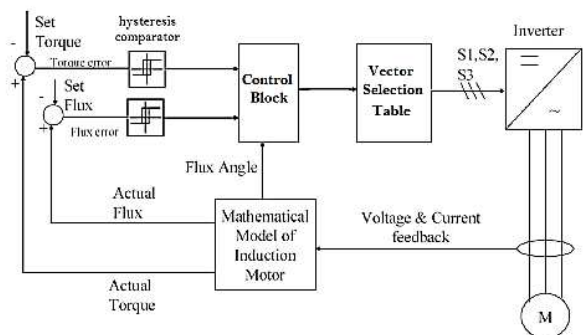 Set
Torque
-
+
hysteresis
comparator
Torque error
Set
Flux
-
+
Flux error
Control
Block
Vector
Selection
Table
S1,S2,
S3
Inverter
~
Flux Angle
Actual
Flux
Mathematical
Model of
Induction
Motor
Voltage & Current
feedback
Actual
Torque
M